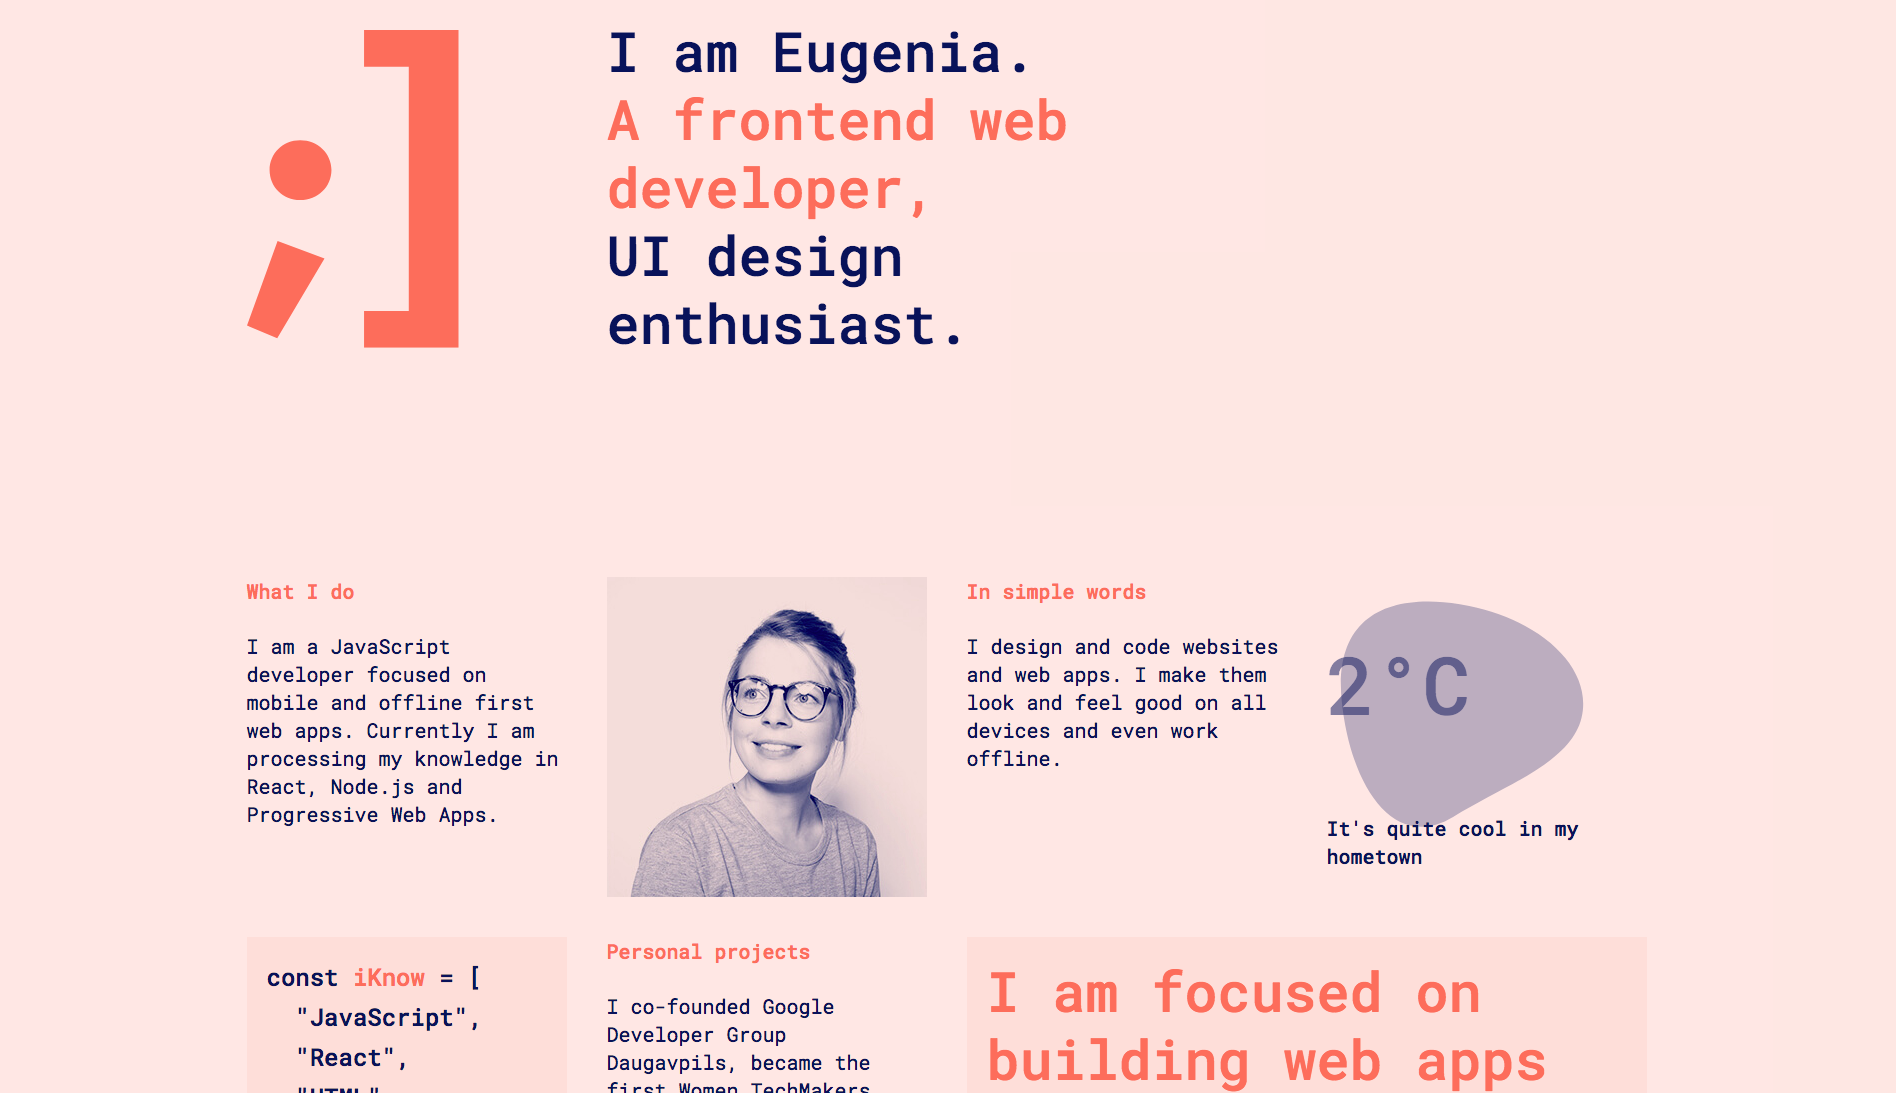 ;]
I am Eugenia.
A frontend web
developer,
UI design
enthusiast.
What I do
I am a JavaScript
developer focused on
mobile and offline first
web apps. Currently I am
processing my knowledge in
React, Node.js and
Progressive Web Apps.
In simple words
I design and code websites
and web apps. I make them
look and feel good on all
devices and even work
offline.
2°C
It's quite cool in my
hometown
const iKnow = [
"JavaScript",
"React",
"HTML",
Personal projects
I co-founded Google
Developer Group
Daugavpils, became the
first Women TechMakers
I am focused on
building web apps